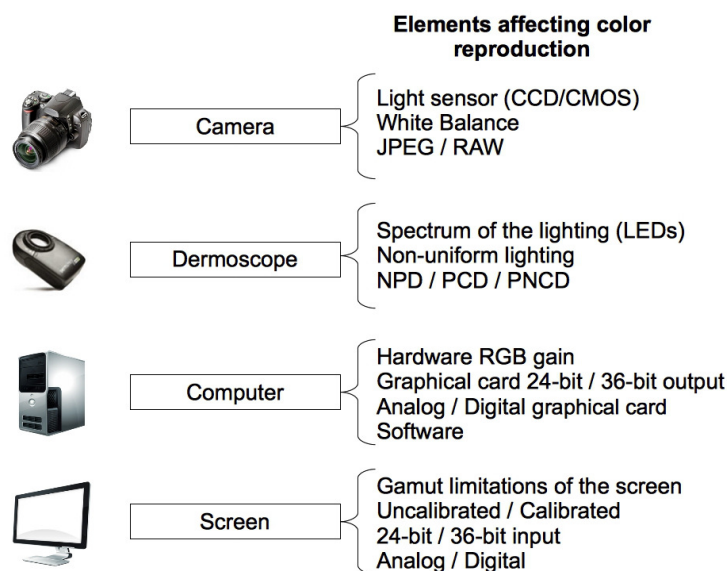 Elements affecting color
reproduction
Camera
Light sensor (CCD/CMOS)
White Balance
JPEG / RAW
Dermoscope
Spectrum of the lighting (LEDs)
Non-uniform lighting
NPD / PCD / PNCD
Computer
Hardware RGB gain
Graphical card 24-bit / 36-bit output
Analog / Digital graphical card
Software
Screen
Gamut limitations of the screen
Uncalibrated / Calibrated
24-bit / 36-bit input
Analog / Digital